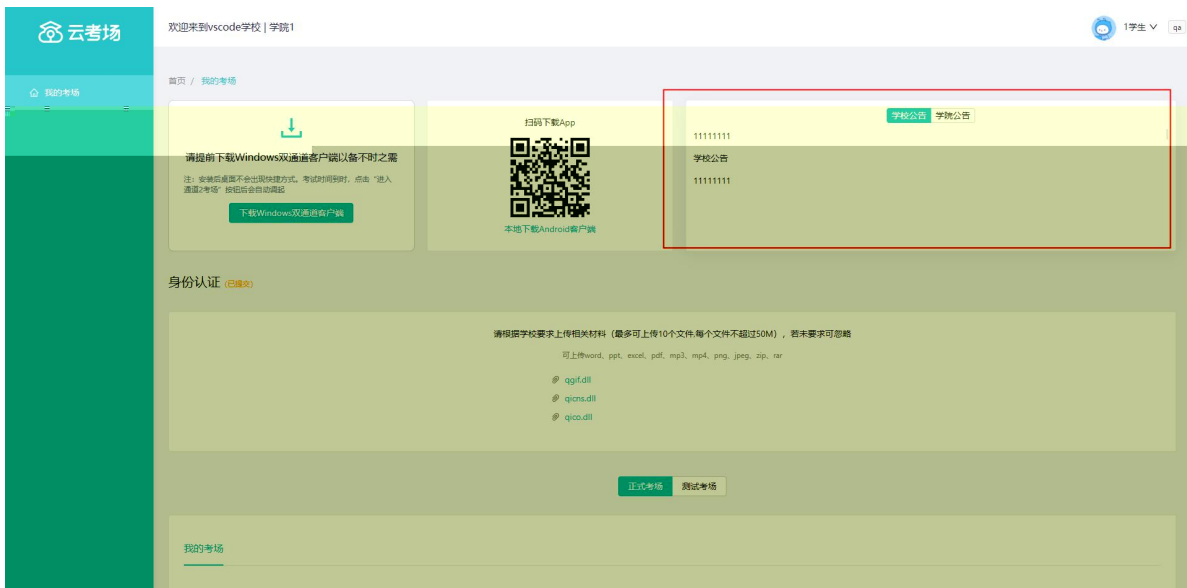 云考场
欢迎来到vscode学校 | 学院1
1学生
qa
我的考场
首页 / 我的考场
请提前下载Windows双通道客户端以备不时之需
注：安装后桌面不会出现快捷方式，考试时间到时，点击“进入
通道2考场”按钮后会自动调起
下载Windows双通道客户端
扫码下载App
本地下载Android客户端
学校公告 学院公告
11111111
学校公告
11111111
身份认证 (已提交)
请根据学校要求上传相关材料（最多可上传10个文件,每个文件不超过50M），若未要求可忽略
可上传word、ppt、excel、pdf、mp3、mp4、png、jpeg、zip、rar
qgif.dll
qicns.dll
qico.dll
正式考场 测试考场
我的考场